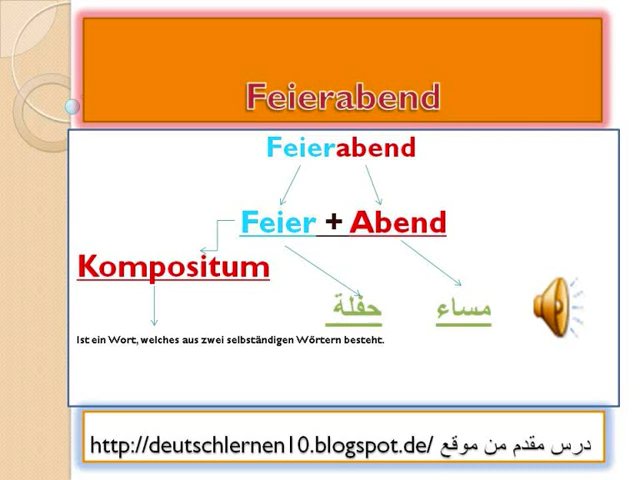 Feierabend
Feierabend
Feier + Abend
Kompositum
حفلة مساء
Ist ein Wort, welches aus zwei selbständigen Wörtern besteht.
http://deutschlernen10.blogspot.de/ درس مقدم من موقع